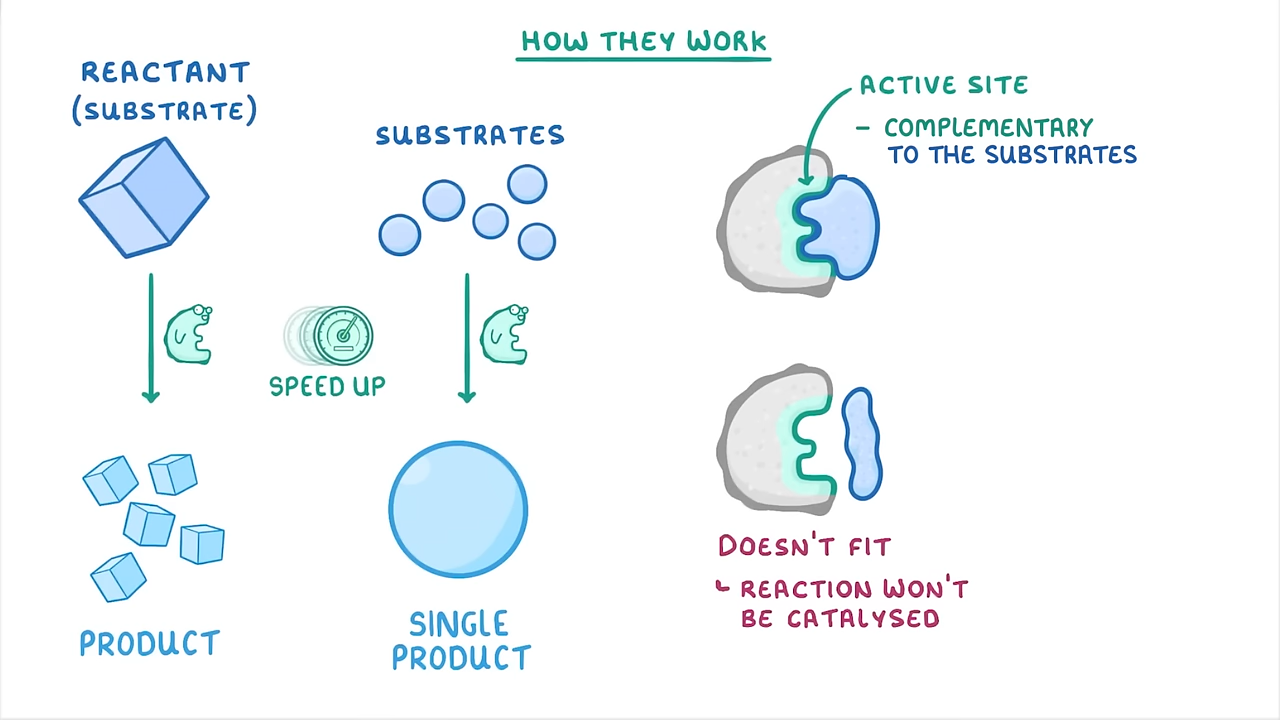 HOW THEY WORK
REACTANT
(SUBSTRATE)
SUBSTRATES
SPEED UP
PRODUCT
SINGLE
PRODUCT
ACTIVE SITE
- COMPLEMENTARY
TO THE SUBSTRATES
DOESN'T FIT
REACTION WON'T
BE CATALYSED